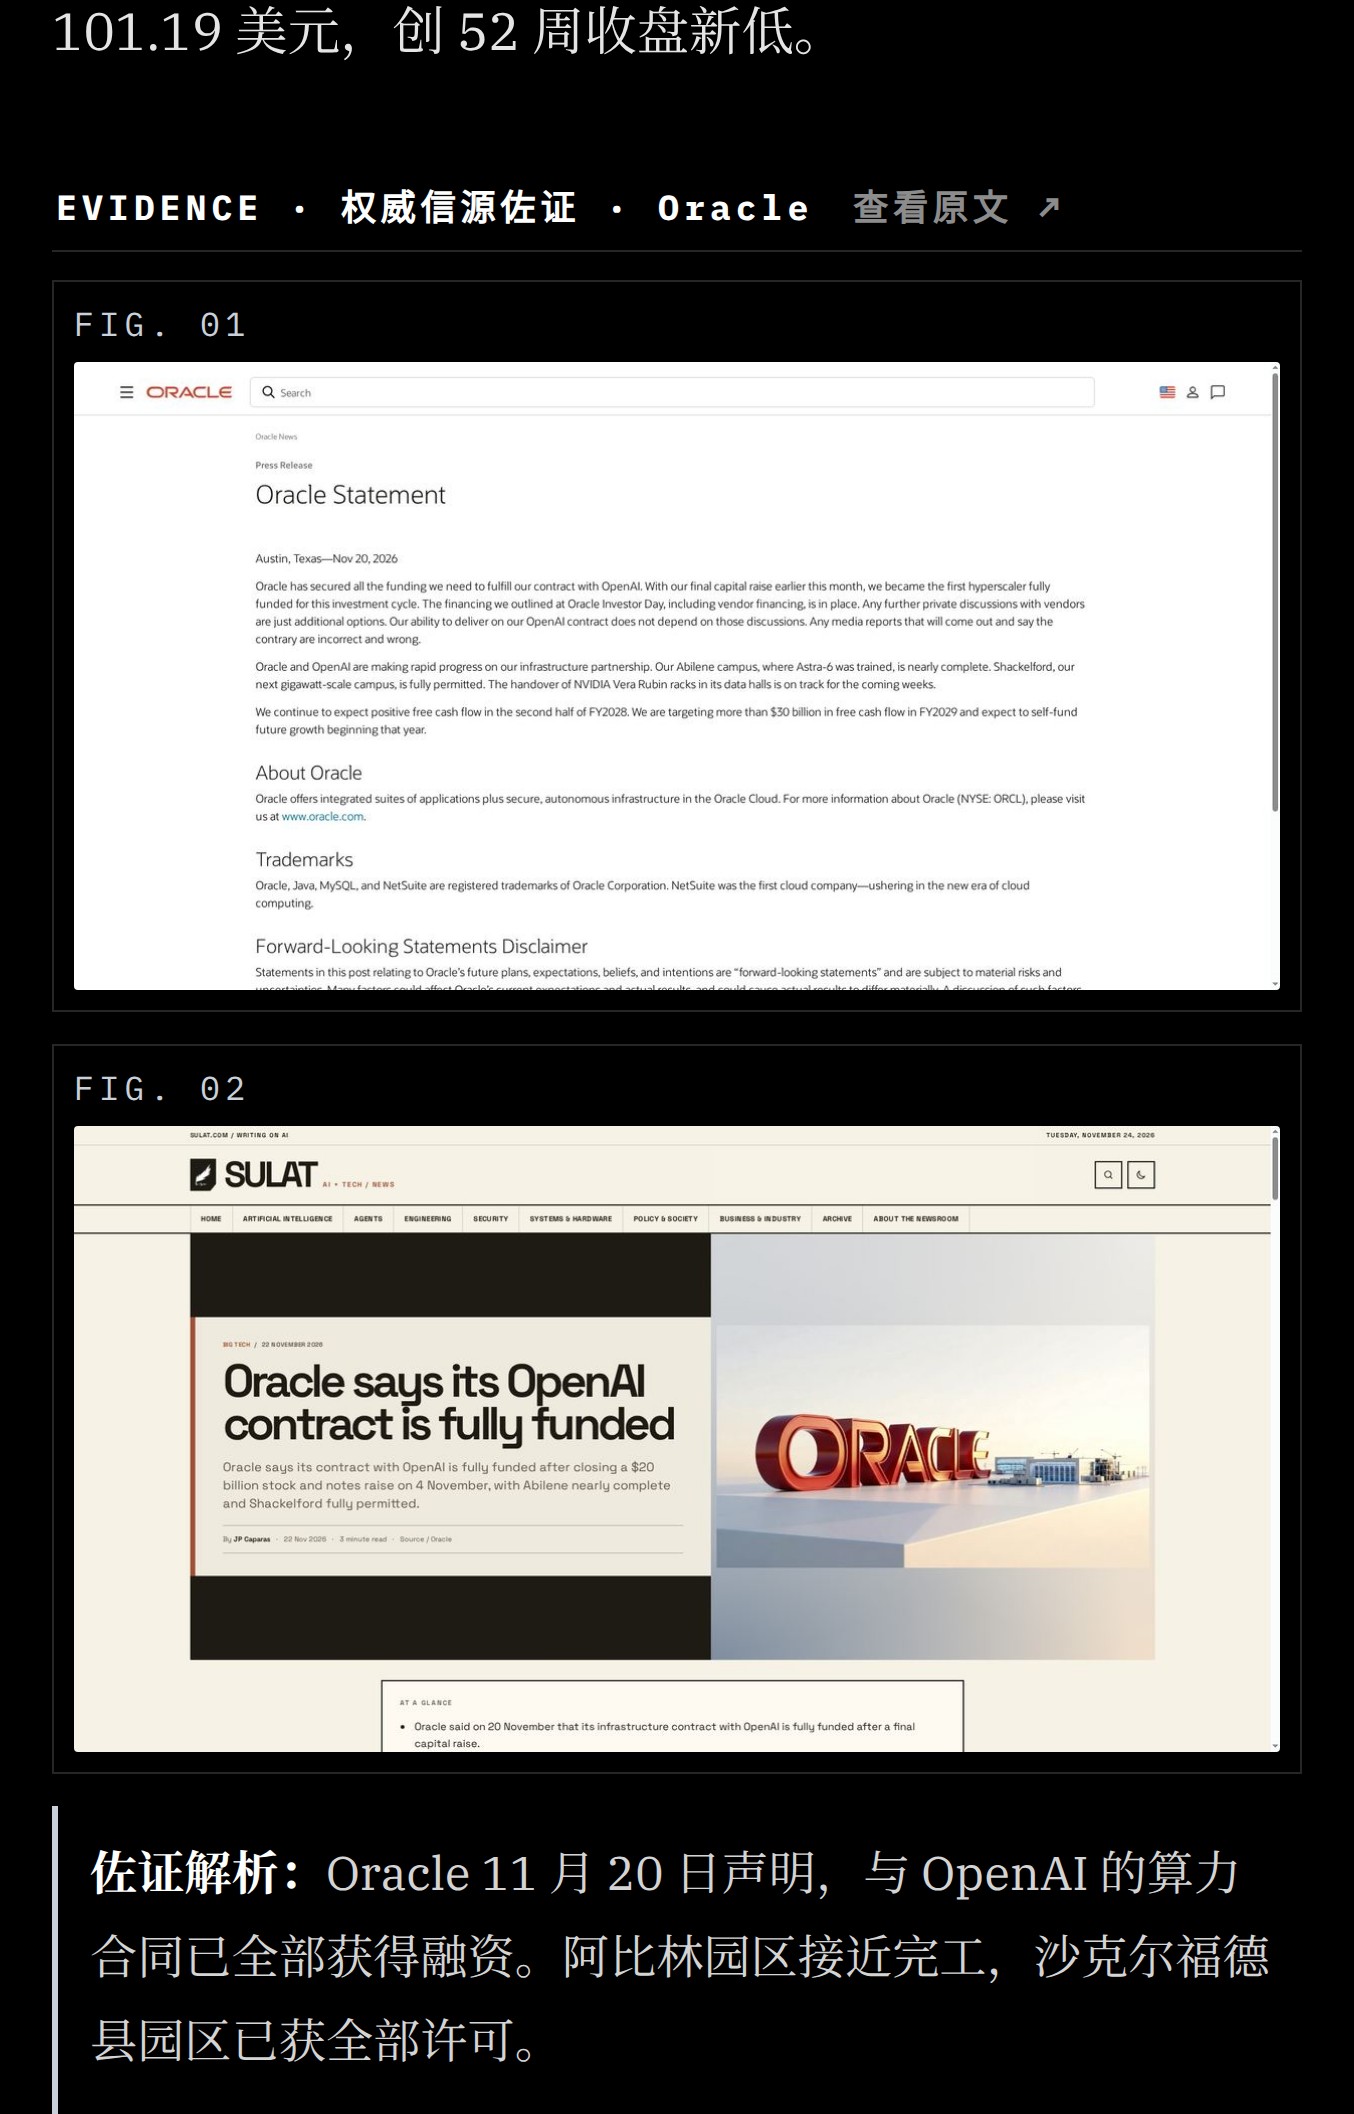 101.19 美元，创 52 周收盘新低。
EVIDENCE · 权威信源佐证 · Oracle 查看原文 ↗
FIG. 01
ORACLE
Search
Oracle News
Press Release
Oracle Statement
Austin, Texas—Nov 20, 2026
Oracle has secured all the funding we need to fulfill our contract with OpenAI. With our final capital raise earlier this month, we became the first hyperscaler fully
funded for this investment cycle. The financing we outlined at Oracle Investor Day, including vendor financing, is in place. Any further private discussions with vendors
are just additional options. Our ability to deliver on our OpenAI contract does not depend on those discussions. Any media reports that will come out and say the
contrary are incorrect and wrong.
Oracle and OpenAI are making rapid progress on our infrastructure partnership. Our Abilene campus, where Astra-6 was trained, is nearly complete. Shackelford, our
next gigawatt-scale campus, is fully permitted. The handover of NVIDIA Vera Rubin racks in its data halls is on track for the coming weeks.
We continue to expect positive free cash flow in the second half of FY2028. We are targeting more than $30 billion in free cash flow in FY2029 and expect to self-fund
future growth beginning that year.
About Oracle
Oracle offers integrated suites of applications plus secure, autonomous infrastructure in the Oracle Cloud. For more information about Oracle (NYSE: ORCL), please visit
us at www.oracle.com.
Trademarks
Oracle, Java, MySQL, and NetSuite are registered trademarks of Oracle Corporation. NetSuite was the first cloud company—ushering in the new era of cloud
computing.
Forward-Looking Statements Disclaimer
Statements in this post relating to Oracle's future plans, expectations, beliefs, and intentions are “forward-looking statements” and are subject to material risks and
uncertainties. Many factors could affect Oracle's current expectations and actual results, and could cause actual results to differ materially. A discussion of such factors
FIG. 02
SULAT.COM / WRITING ON AI
TUESDAY, NOVEMBER 24, 2026
SULAT AI + TECH / NEWS
HOME ARTIFICIAL INTELLIGENCE AGENTS ENGINEERING SECURITY SYSTEMS & HARDWARE POLICY & SOCIETY BUSINESS & INDUSTRY ARCHIVE ABOUT THE NEWSROOM
BIG TECH / 22 NOVEMBER 2026
Oracle says its OpenAI
contract is fully funded
Oracle says its contract with OpenAI is fully funded after closing a $20
billion stock and notes raise on 4 November, with Abilene nearly complete
and Shackelford fully permitted.
By JP Caparas · 22 Nov 2026 · 3 minute read · Source / Oracle
ORACLE
AT A GLANCE
• Oracle said on 20 November that its infrastructure contract with OpenAI is fully funded after a final
capital raise.
佐证解析：Oracle 11 月 20 日声明，与 OpenAI 的算力
合同已全部获得融资。阿比林园区接近完工，沙克尔福德
县园区已获全部许可。